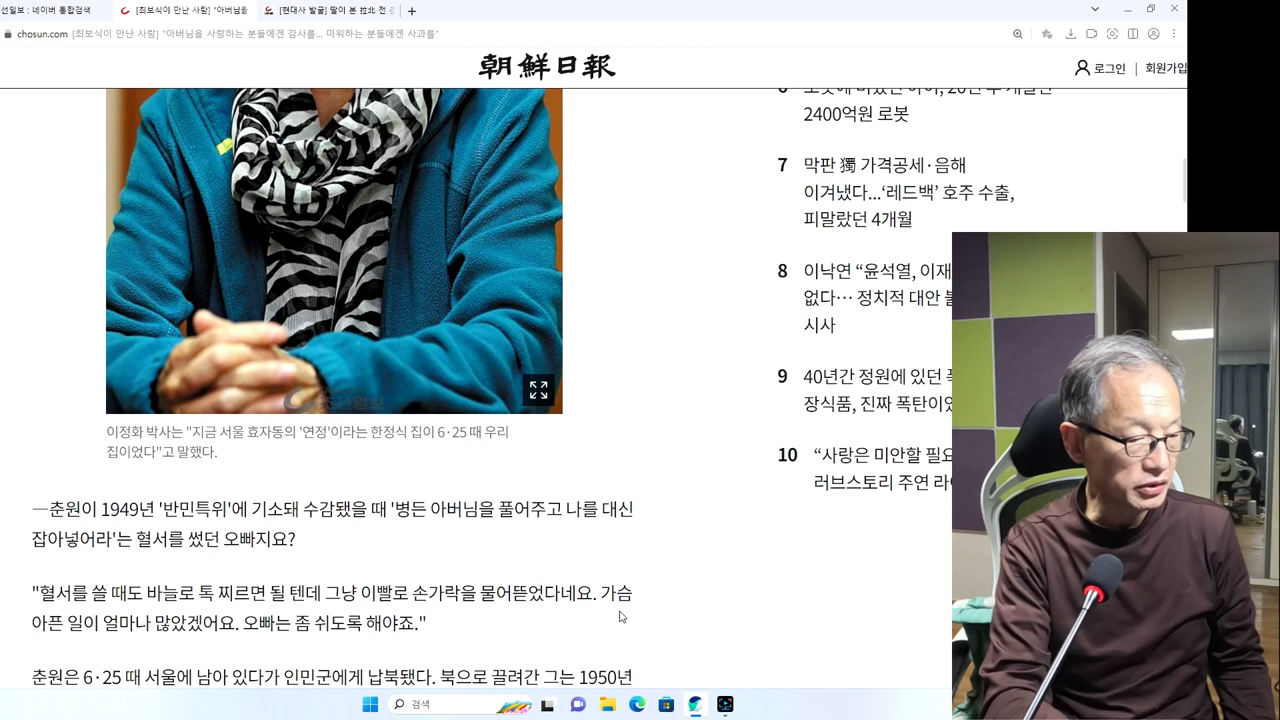 선일보 : 네이버 통합검색
[최보식이 만난 사람] "아버님을
[현대사 발굴] 딸이 본 拉北 전
chosun.com [최보식이 만난 사람] "아버님을 사랑하는 분들에겐 감사를... 미워하는 분들에겐 사과를"
朝鮮日報
로그인 | 회원가입
이정화 박사는 "지금 서울 효자동의 '연정'이라는 한정식 집이 6·25 때 우리
집이었다"고 말했다.
―춘원이 1949년 '반민특위'에 기소돼 수감됐을 때 '병든 아버님을 풀어주고 나를 대신
잡아넣어라'는 혈서를 썼던 오빠지요?
"혈서를 쓸 때도 바늘로 톡 찌르면 될 텐데 그냥 이빨로 손가락을 물어뜯었다네요. 가슴
아픈 일이 얼마나 많았겠어요. 오빠는 좀 쉬도록 해야죠."
춘원은 6·25 때 서울에 남아 있다가 인민군에게 납북됐다. 북으로 끌려간 그는 1950년
2400억원 로봇
7 막판 獨 가격공세·음해
이겨냈다...‘레드백’ 호주 수출,
피말랐던 4개월
8 이낙연 “윤석열, 이재
없다… 정치적 대안
시사
9 40년간 정원에 있던
장식품, 진짜 폭탄이었
10 “사랑은 미안할 필요
러브스토리 주연
검색